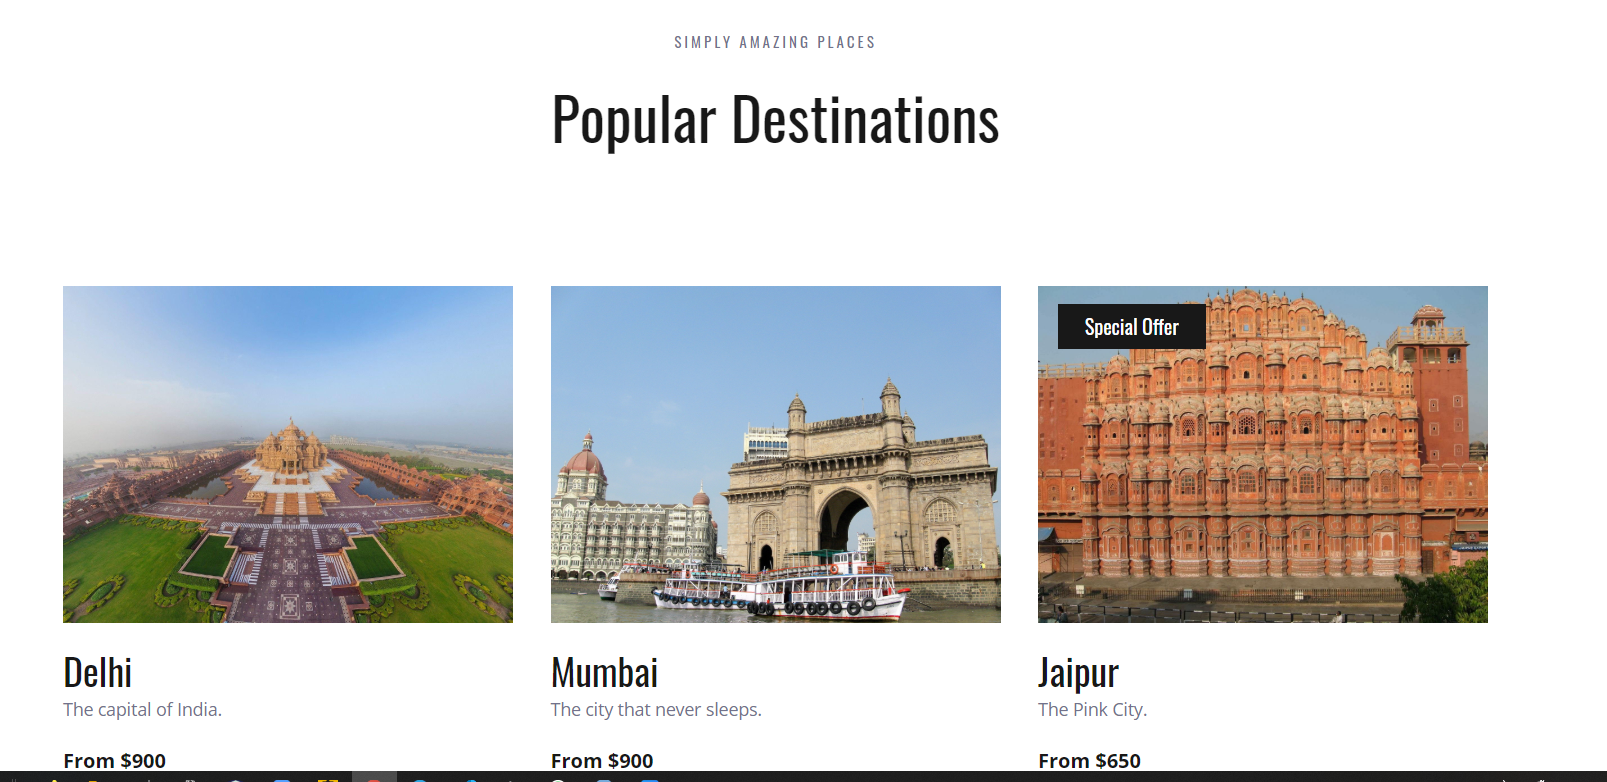 SIMPLY AMAZING PLACES
Popular Destinations
Special Offer
Delhi
The capital of India.
From $900
Mumbai
The city that never sleeps.
From $900
Jaipur
The Pink City.
From $650